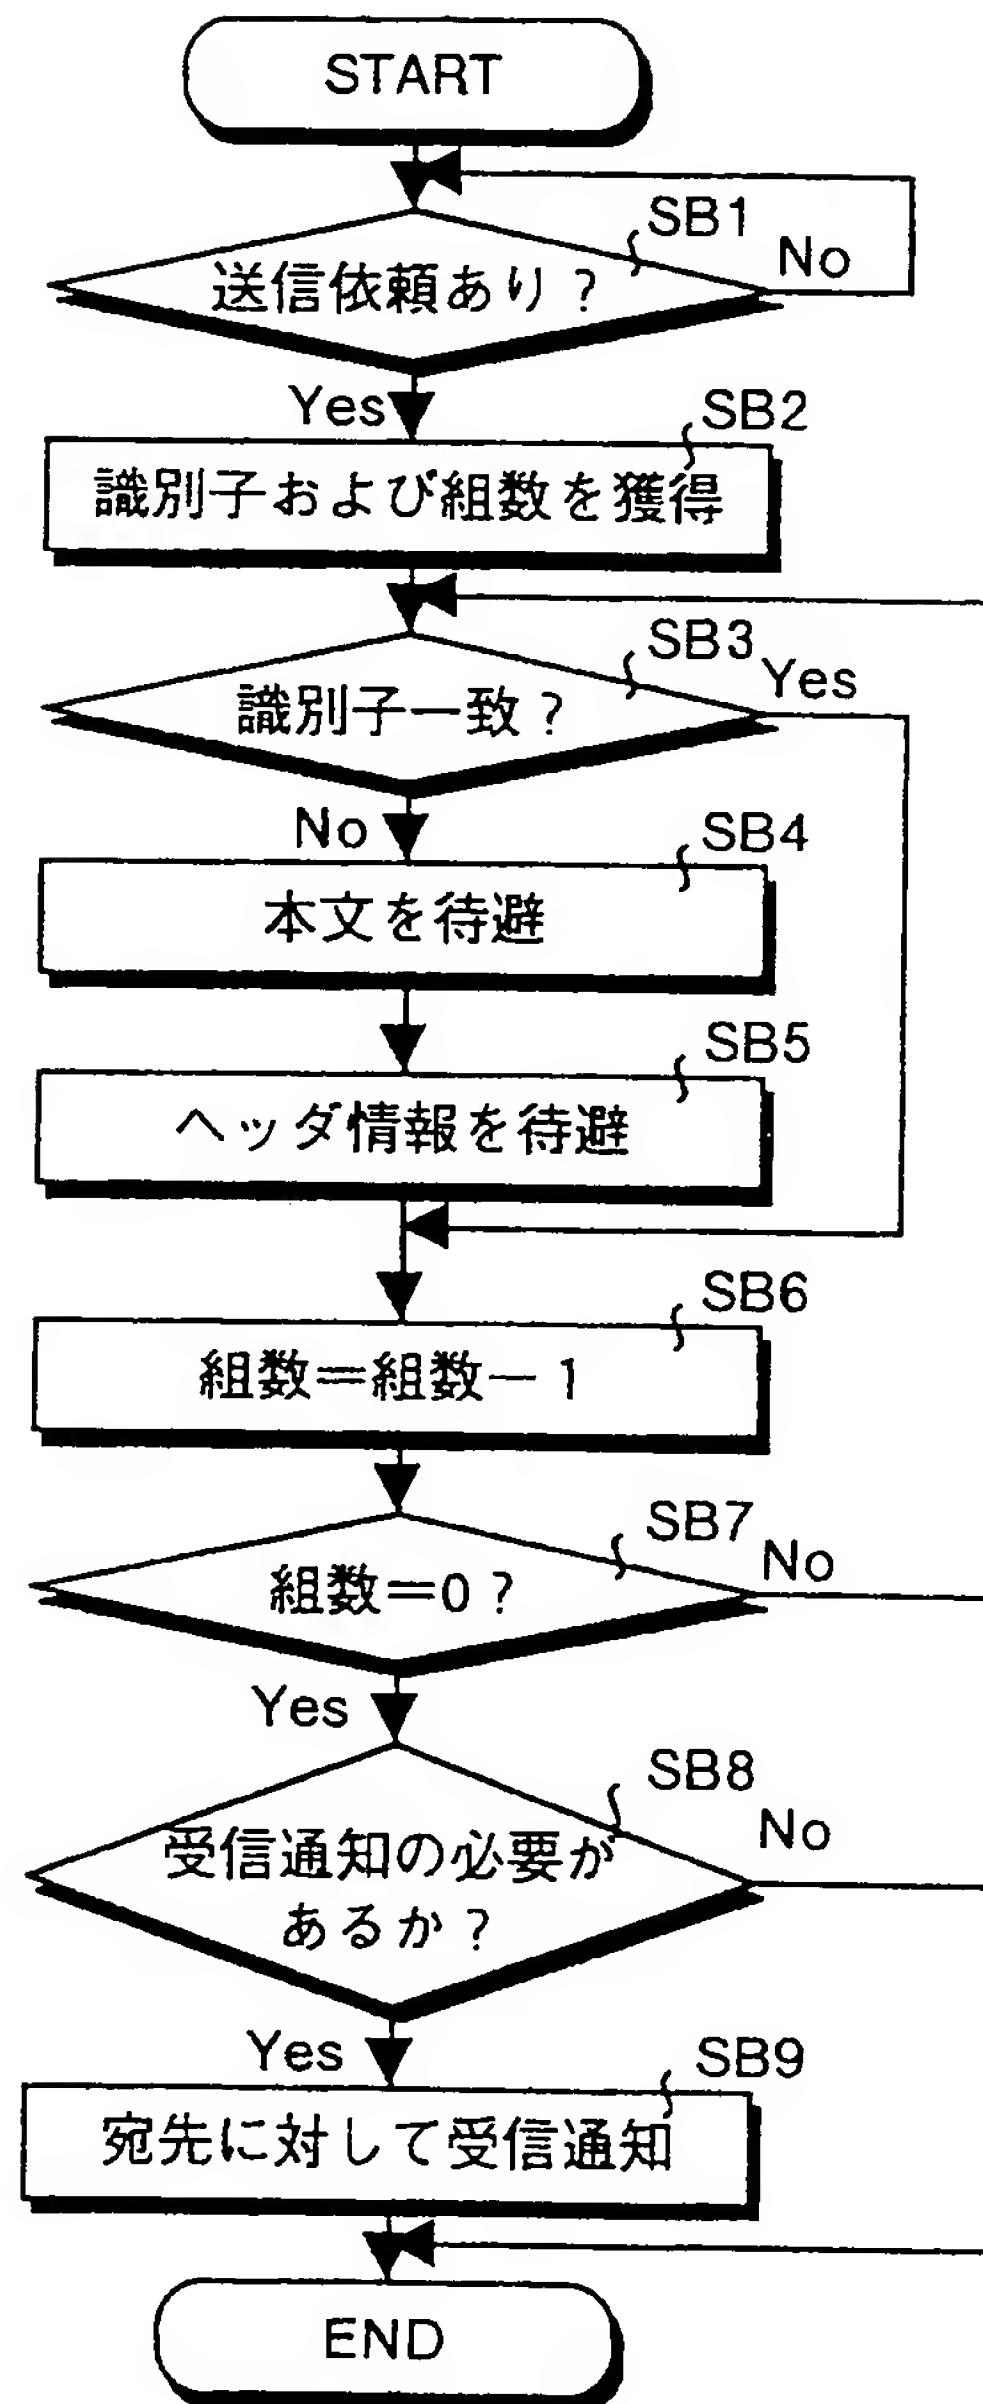 START
SB1
送信依頼あり？
No
Yes
SB2
識別子および組数を獲得
SB3
Yes
識別子一致？
No
SB4
本文を待避
SB5
ヘッダ情報を待避
SB6
組数＝組数－１
SB7
No
組数＝0？
Yes
SB8
No
受信通知の必要が
あるか？
Yes
SB9
宛先に対して受信通知
END